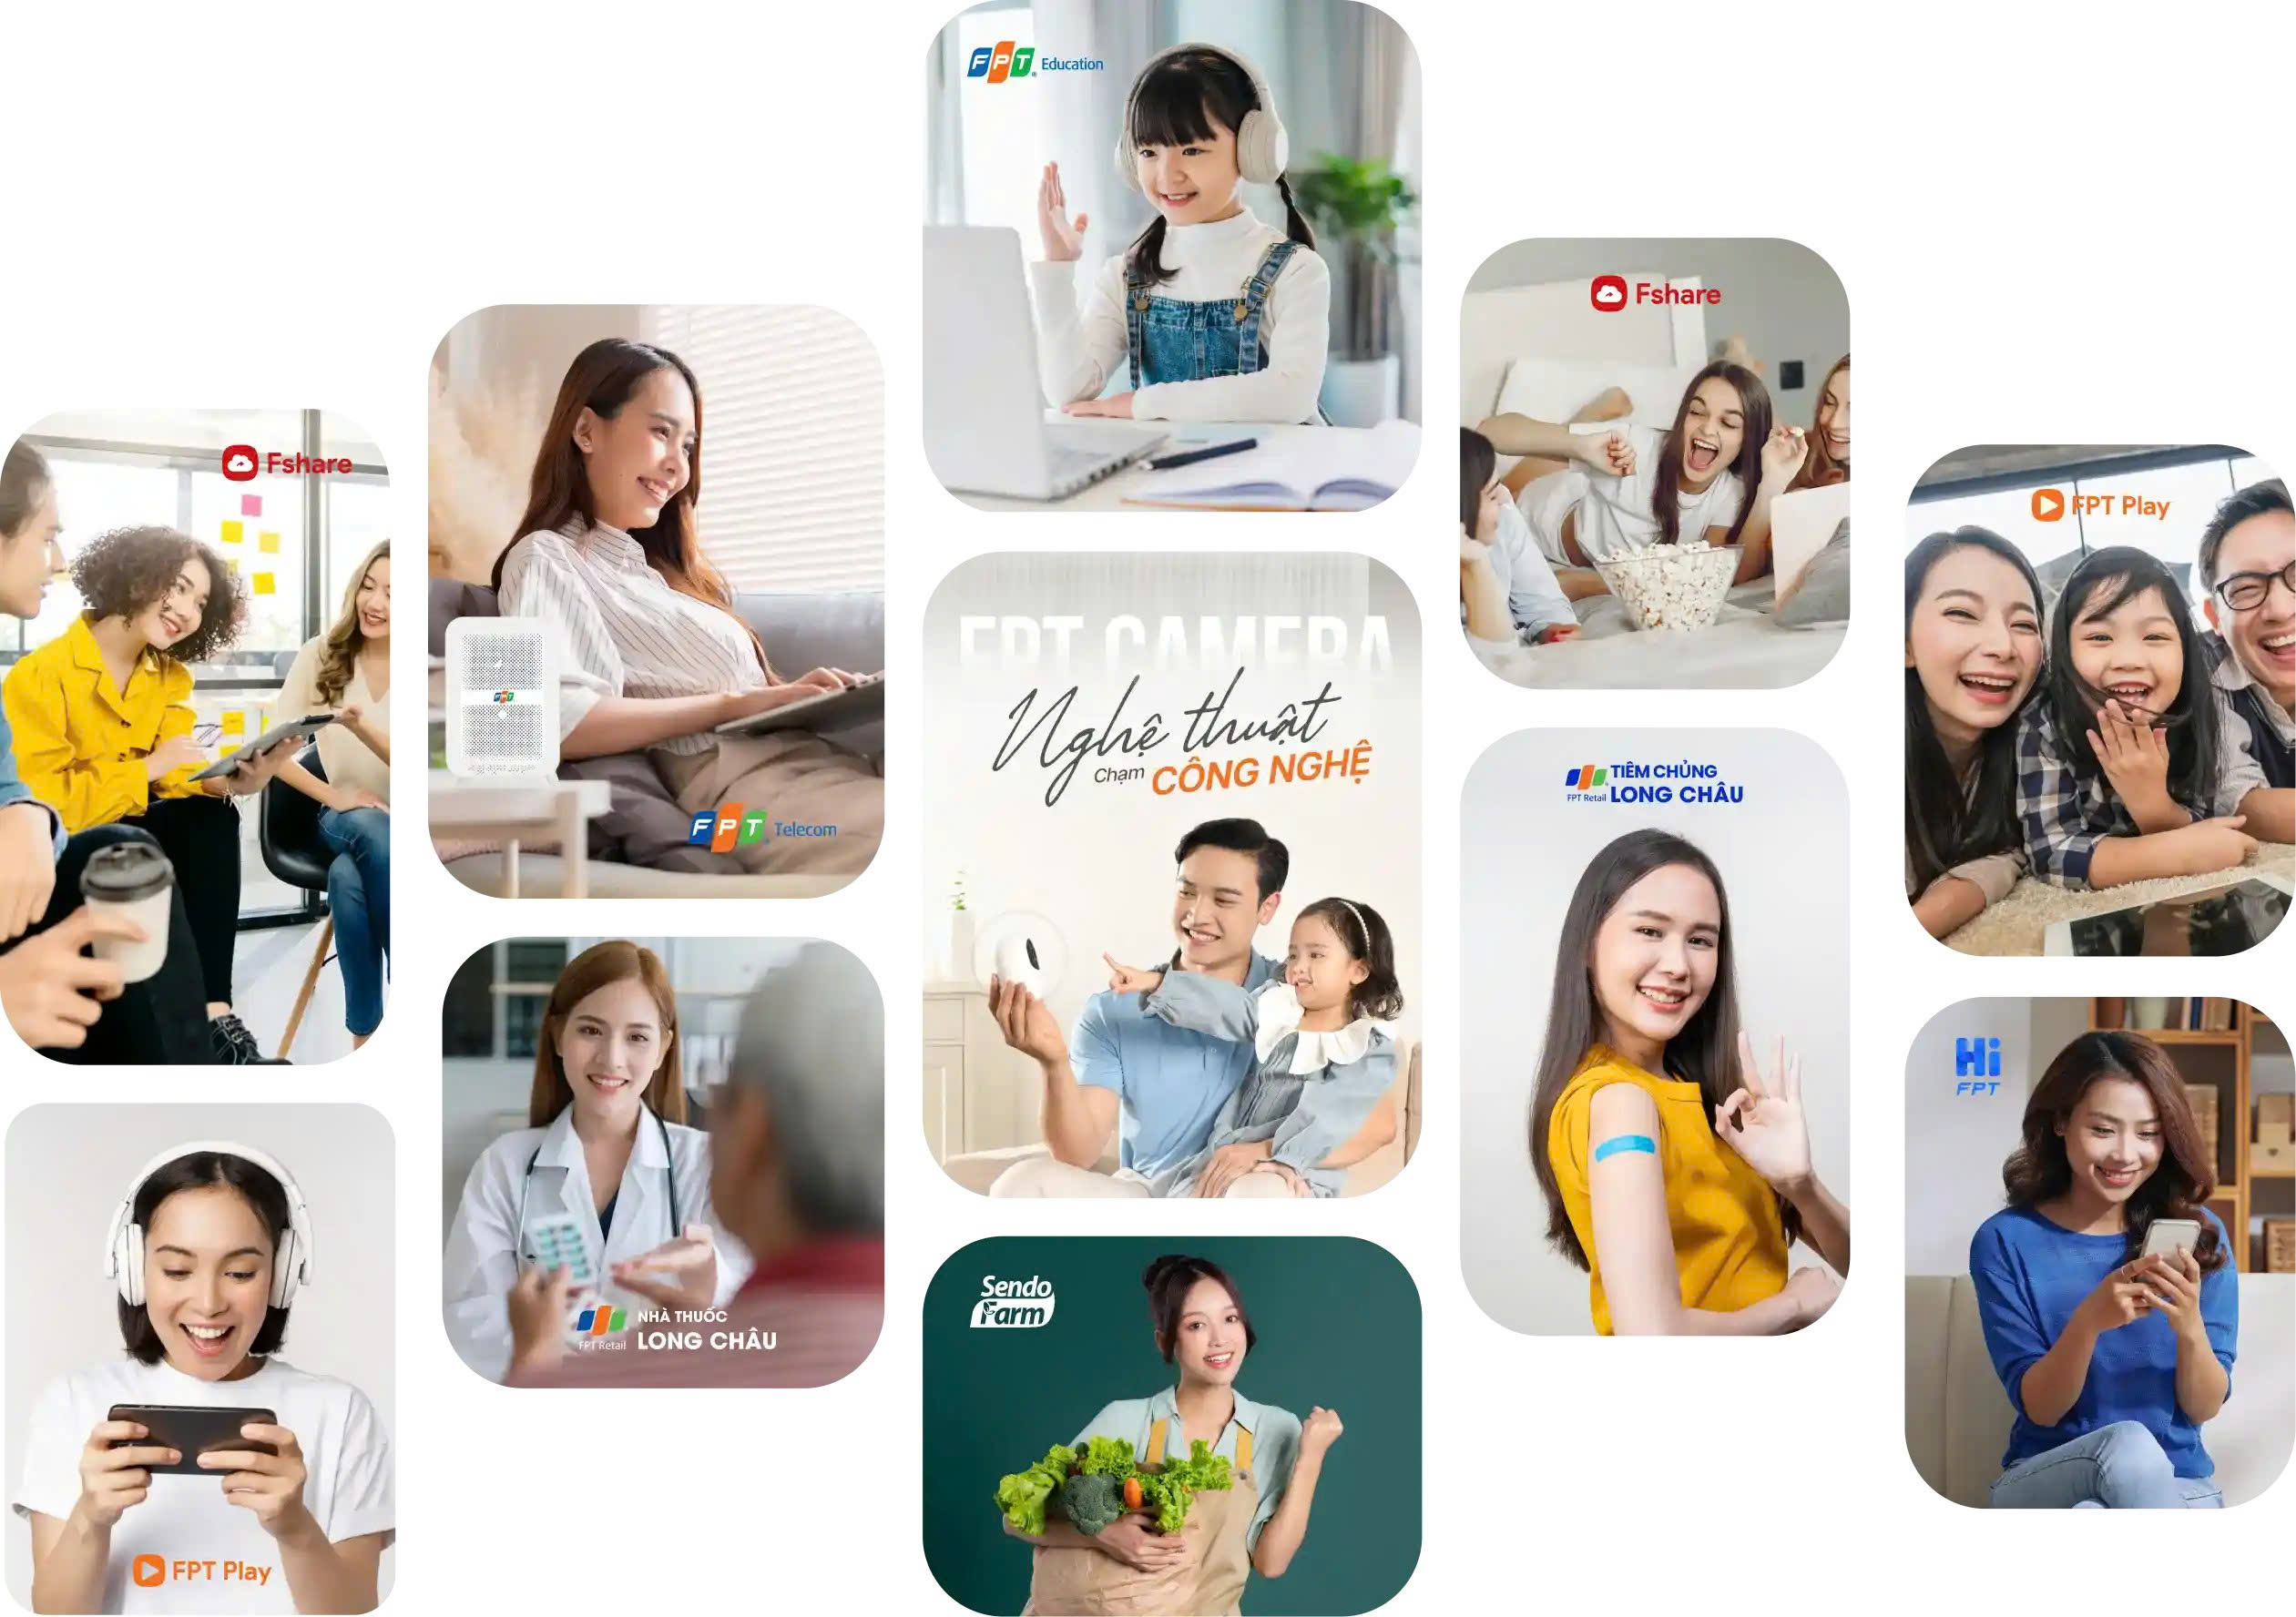 Fshare
FPT Play
FPT
FPT Telecom
NHÀ THUỐC
FPT Retail LONG CHÂU
FPT Education
FPT CAMERA
Nghệ thuật
Chạm CÔNG NGHỆ
Sendo
Farm
Fshare
TIÊM CHỦNG
FPT Retail LONG CHÂU
FPT Play
Hi
FPT